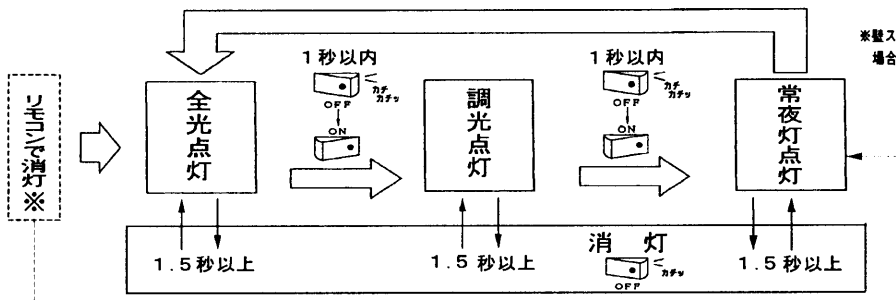 ※壁ス
場合
リモコンで消灯※
全光点灯
1秒以内
カチ
カチッ
OFF
ON
調光点灯
1秒以内
カチ
カチッ
OFF
ON
常夜灯点灯
消 灯
1.5秒以上
1.5秒以上
カチッ
OFF
1.5秒以上